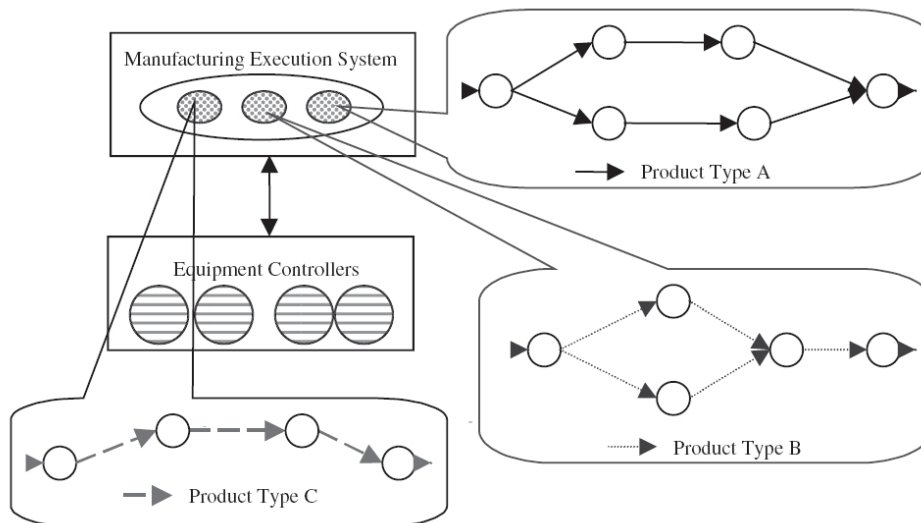 Manufacturing Execution System
Product Type A
Equipment Controllers
Product Type B
Product Type C